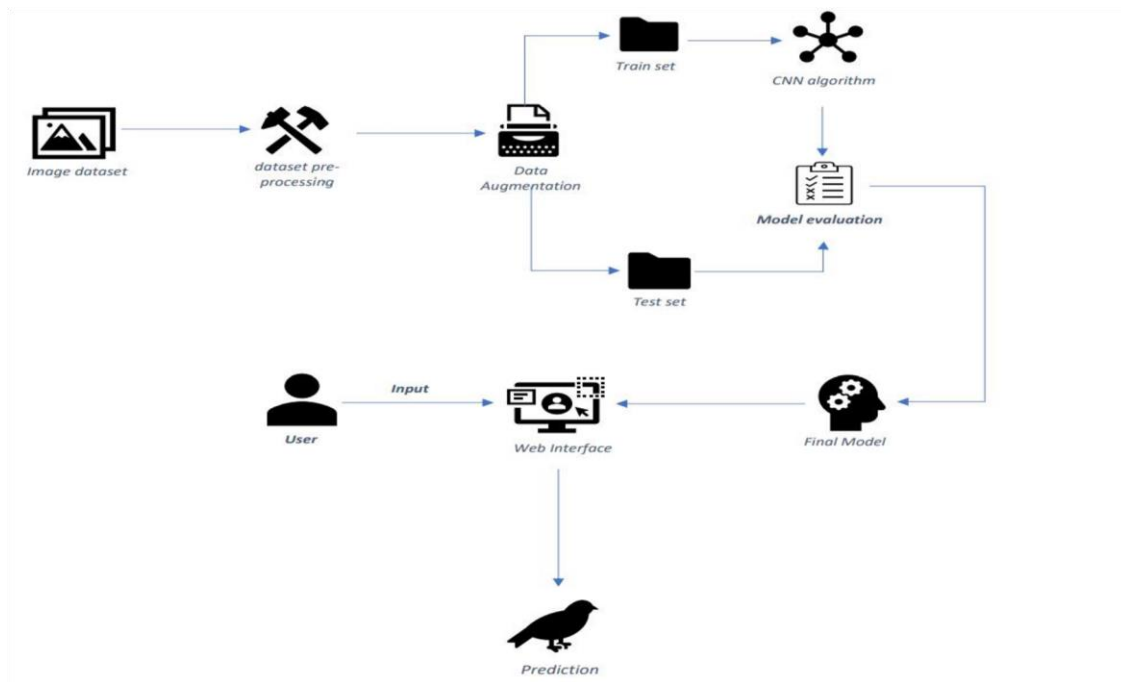 Train set
CNN algorithm
Image dataset
dataset pre-
processing
Data
Augmentation
Model evaluation
Test set
Input
User
Web Interface
Final Model
Prediction